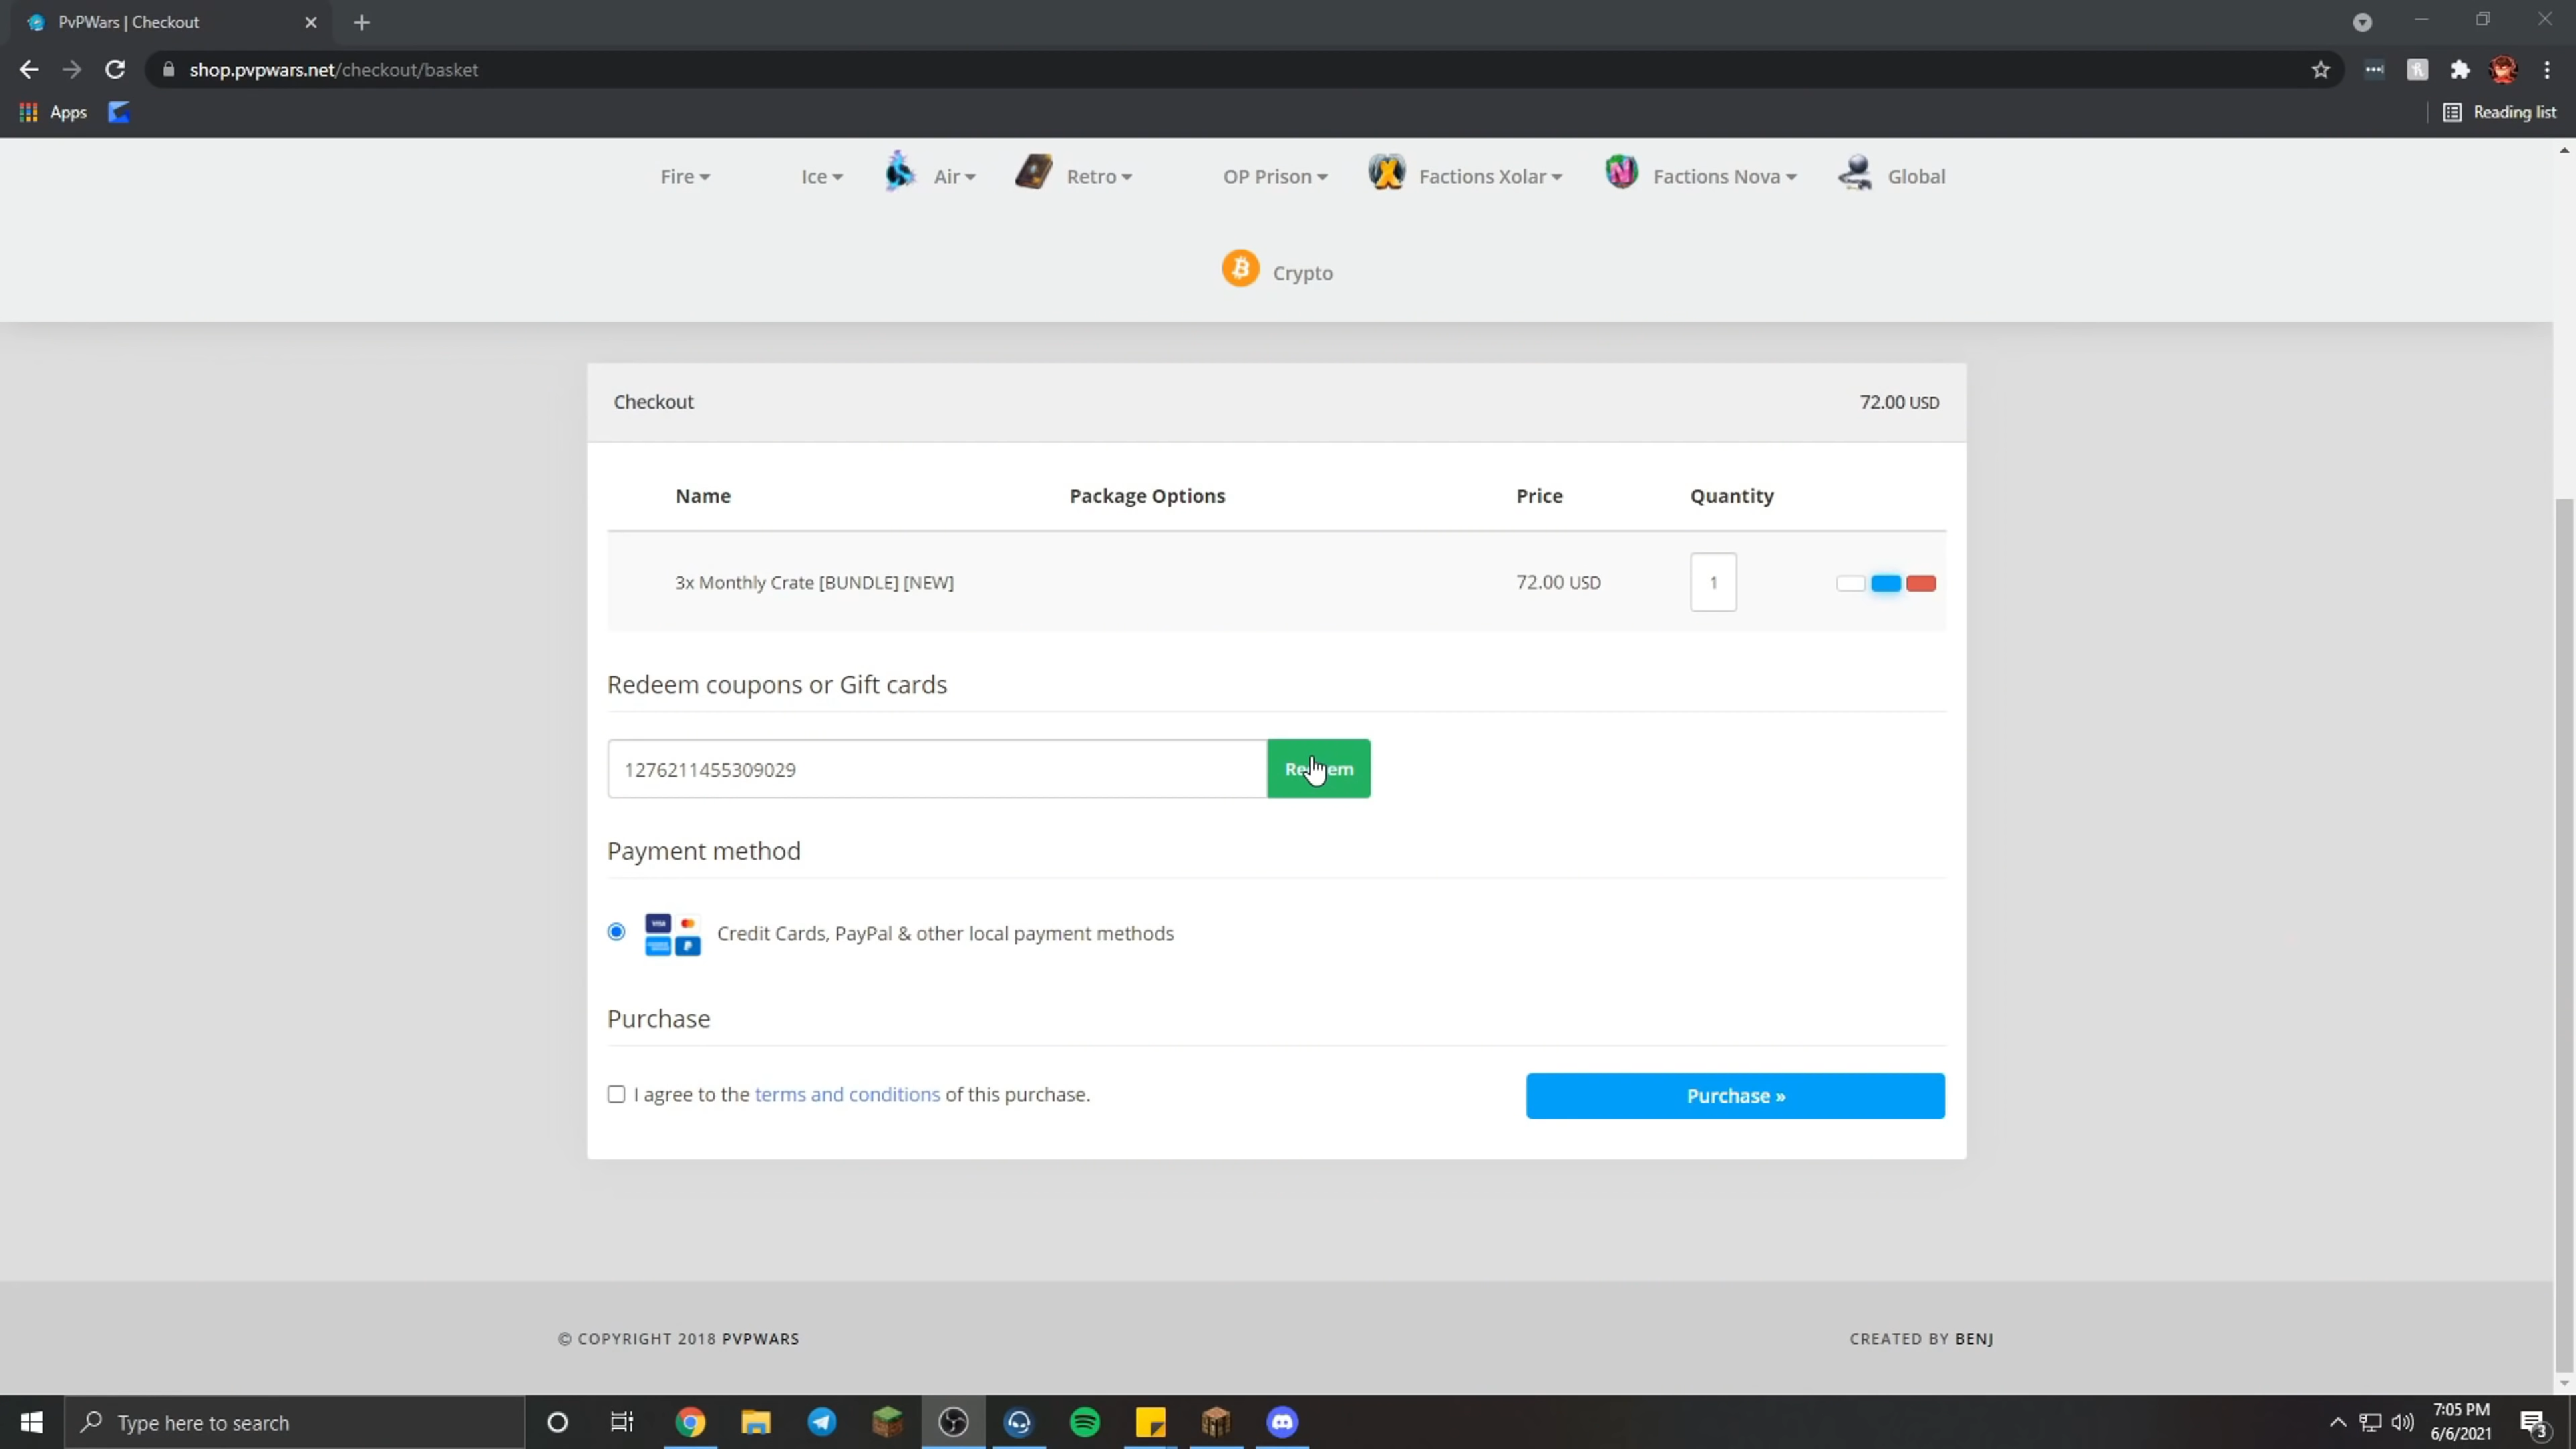 PvPWars | Checkout
shop.pvpwars.net/checkout/basket
Apps
Reading list
Fire Ice Air Retro OP Prison Factions Xolar Factions Nova Global
Crypto
Checkout 72.00 USD
Name Package Options Price Quantity
3x Monthly Crate [BUNDLE] [NEW] 72.00 USD 1
Redeem coupons or Gift cards
1276211455309029
Payment method
Credit Cards, PayPal & other local payment methods
Purchase
I agree to the terms and conditions of this purchase. Purchase »
© COPYRIGHT 2018 PVPWARS CREATED BY BENJ
Type here to search
7:05 PM
6/6/2021
3